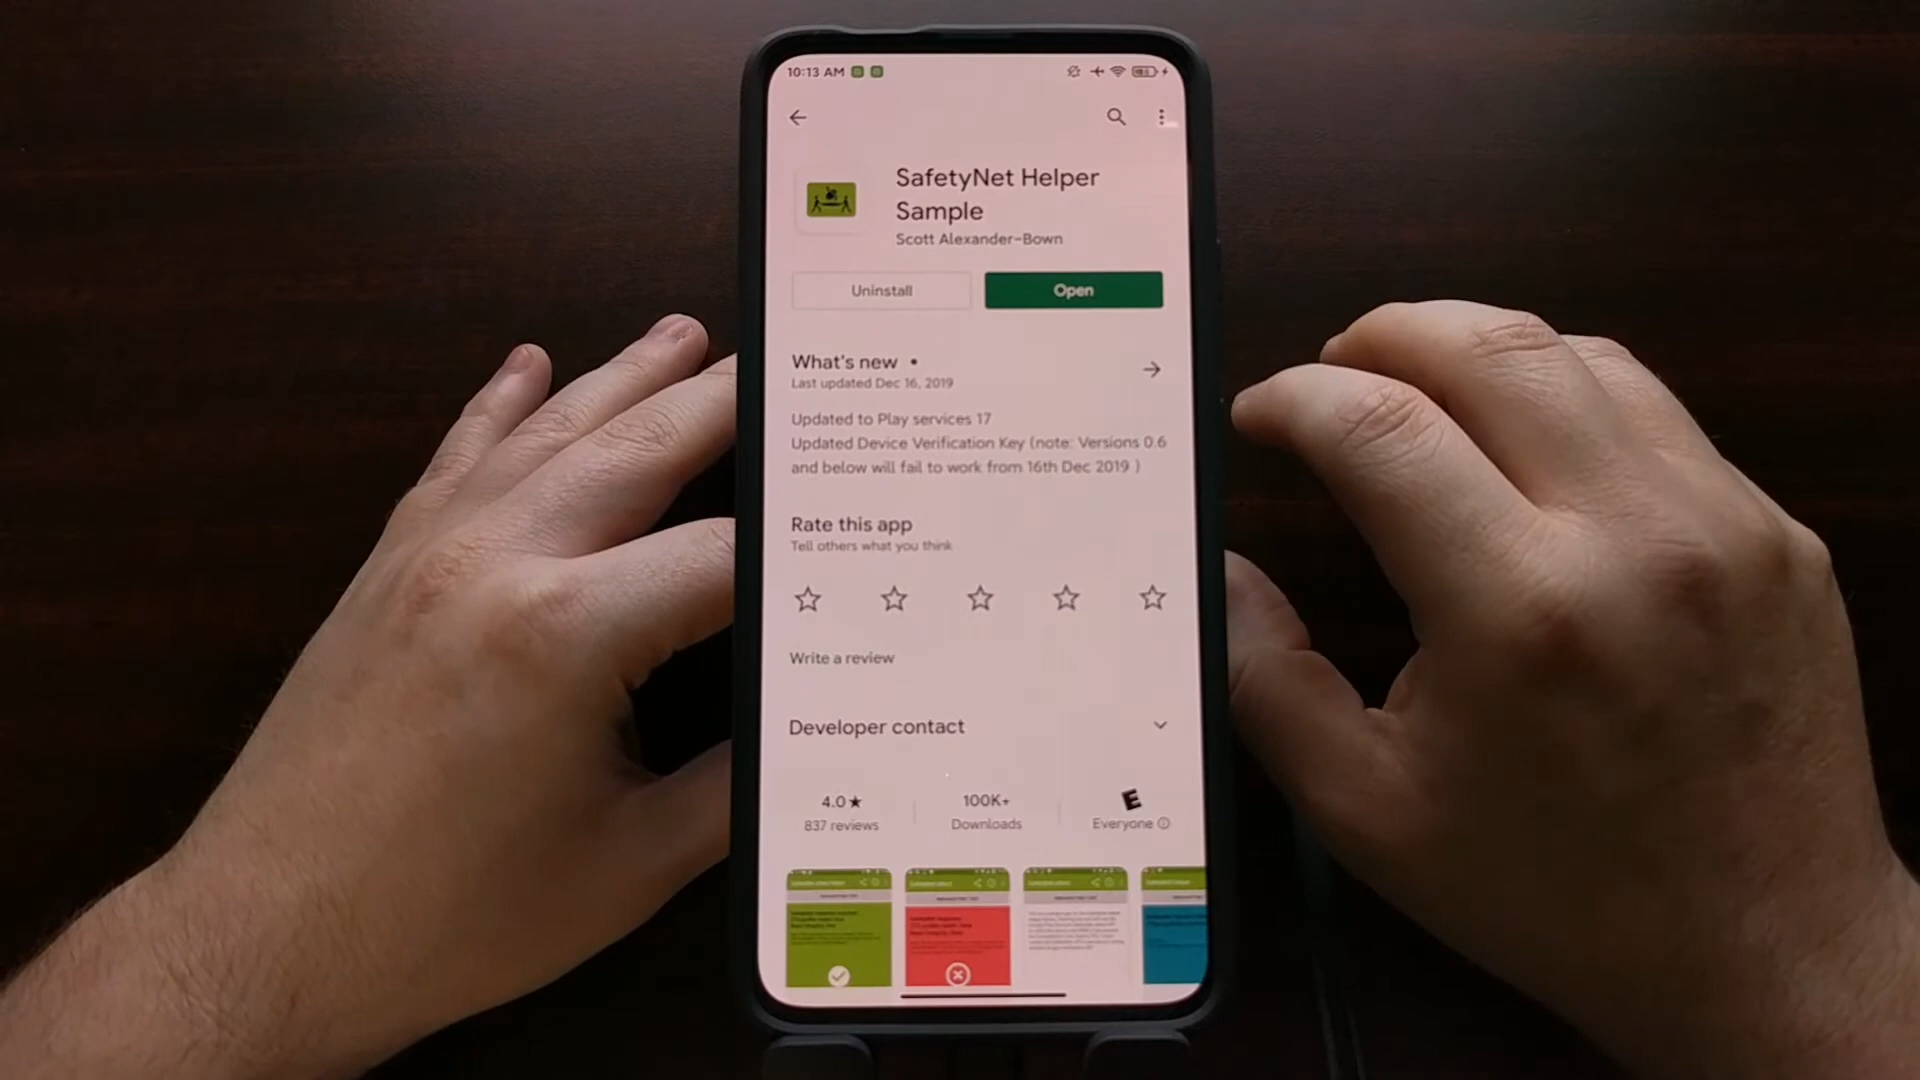 10:13 AM
SafetyNet Helper
Sample
Scott Alexander-Bown
Uninstall
Open
What's new •
Last updated Dec 16, 2019
Updated to Play services 17
Updated Device Verification Key (note: Versions 0.6
and below will fail to work from 16th Dec 2019 )
Rate this app
Tell others what you think
Write a review
Developer contact
4.0★
837 reviews
100K+
Downloads
E
Everyone